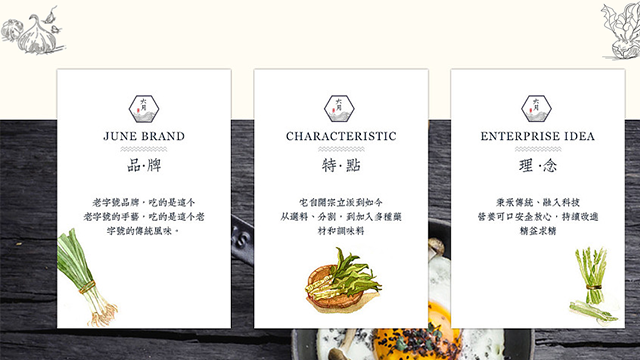 六月
JUNE BRAND
品·牌
老字號品牌,吃的是這個
老字號的手藝,吃的是這個老
字號的傳統風味。
六月
CHARACTERISTIC
特·點
它自開宗立派到如今
从選料、分割,到加入多種藥
材和調味料
六月
ENTERPRISE IDEA
理·念
秉承傳統、融入科技
營養可口安全放心,持續改進
精益求精